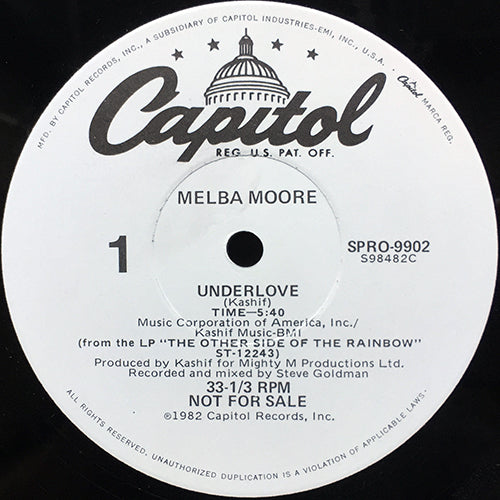 MFD. BY CAPITOL RECORDS, INC., A SUBSIDIARY OF CAPITOL INDUSTRIES-EMI, INC., U.S.A.
Capitol MARCA REG.
Capitol
REG. U.S. PAT. OFF.
MELBA MOORE
1
SPRO-9902
S98482C
UNDERLOVE
(Kashif)
TIME—5:40
Music Corporation of America, Inc./
Kashif Music-BMI
(from the LP "THE OTHER SIDE OF THE RAINBOW"
ST-12243)
Produced by Kashif for Mighty M Productions Ltd.
Recorded and mixed by Steve Goldman
33-1/3 RPM
NOT FOR SALE
©1982 Capitol Records, Inc.
ALL RIGHTS RESERVED. UNAUTHORIZED DUPLICATION IS A VIOLATION OF APPLICABLE LAWS.